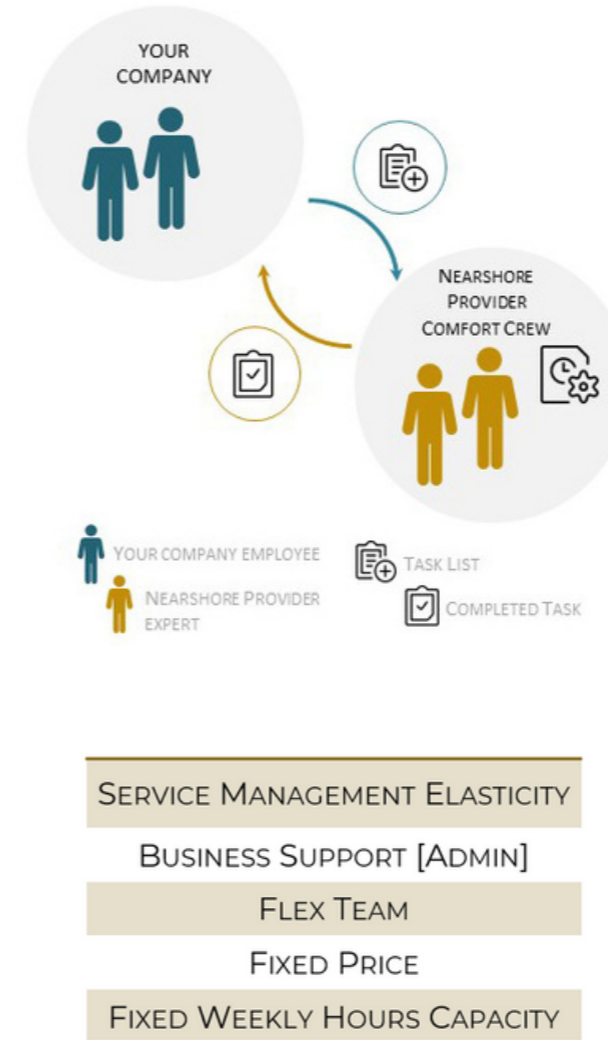 YOUR
COMPANY
NEARSHORE
PROVIDER
COMFORT CREW
YOUR COMPANY EMPLOYEE
NEARSHORE PROVIDER
EXPERT
TASK LIST
COMPLETED TASK
SERVICE MANAGEMENT ELASTICITY
BUSINESS SUPPORT [ADMIN]
FLEX TEAM
FIXED PRICE
FIXED WEEKLY HOURS CAPACITY